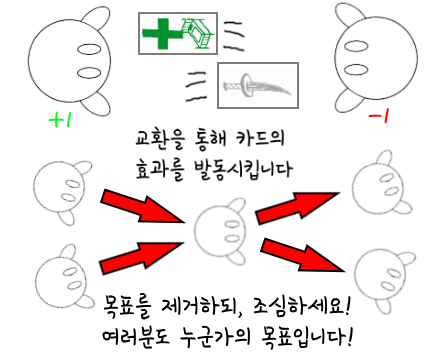 +1
-1
교환을 통해 카드의
효과를 발동시킵니다
목표를 제거하되, 조심하세요!
여러분도 누군가의 목표입니다!